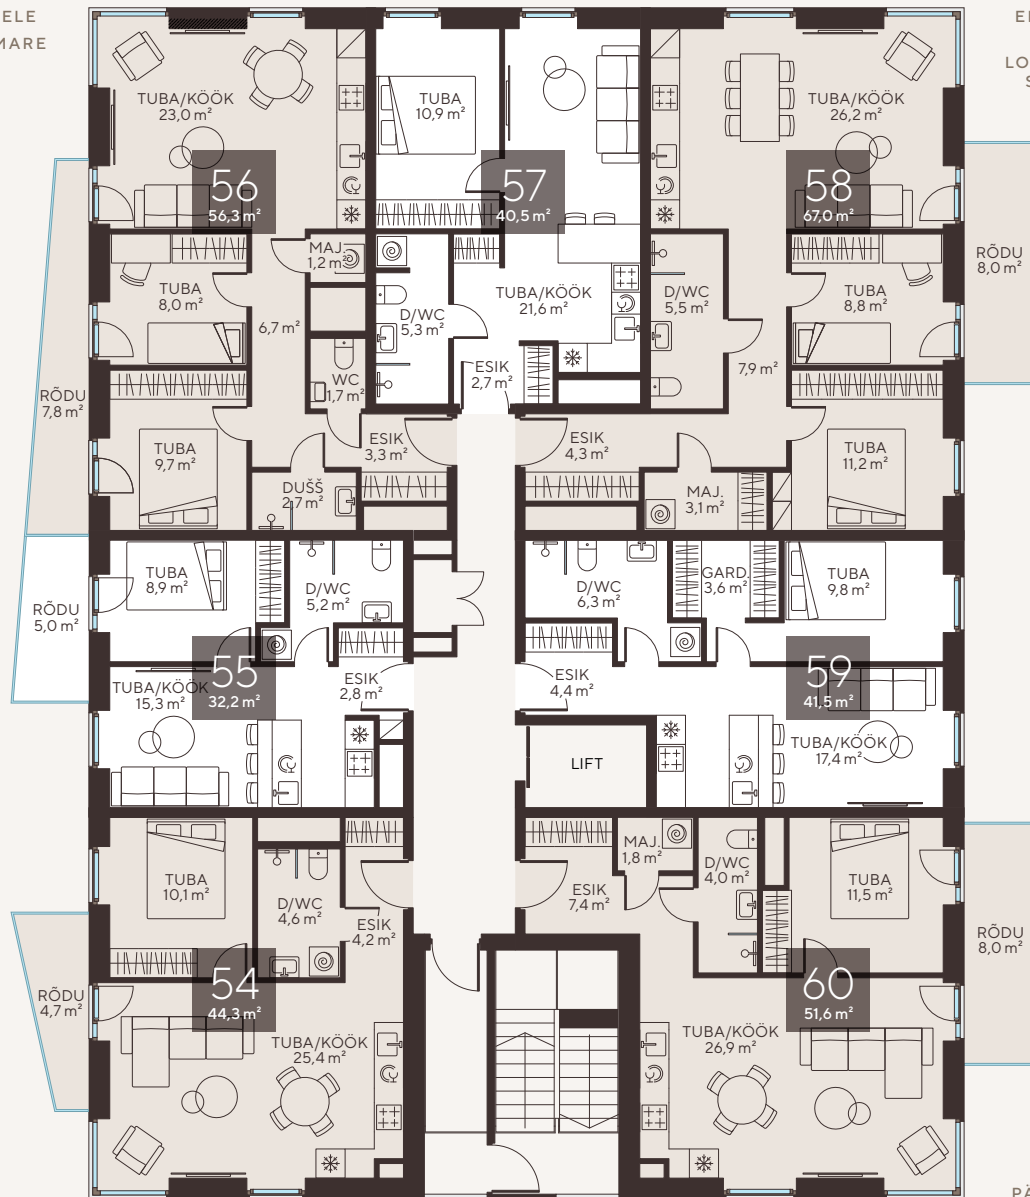 ELE
MARE
TUBA/KÖÖK
23,0 m²
56
56,3 m²
MAJ.
1,2 m²
TUBA
8,0 m²
6,7 m²
WC
1,7 m²
RÕDU
7,8 m²
TUBA
9,7 m²
DUŠŠ
2,7 m²
ESIK
3,3 m²
TUBA
10,9 m²
57
40,5 m²
D/WC
5,3 m²
TUBA/KÖÖK
21,6 m²
ESIK
2,7 m²
TUBA/KÖÖK
26,2 m²
58
67,0 m²
RÕDU
8,0 m²
D/WC
5,5 m²
TUBA
8,8 m²
7,9 m²
ESIK
4,3 m²
MAJ.
3,1 m²
TUBA
11,2 m²
RÕDU
5,0 m²
TUBA
8,9 m²
D/WC
5,2 m²
55
32,2 m²
TUBA/KÖÖK
15,3 m²
ESIK
2,8 m²
D/WC
6,3 m²
GARD.
3,6 m²
TUBA
9,8 m²
59
41,5 m²
ESIK
4,4 m²
LIFT
TUBA/KÖÖK
17,4 m²
TUBA
10,1 m²
D/WC
4,6 m²
ESIK
4,2 m²
54
44,3 m²
RÕDU
4,7 m²
TUBA/KÖÖK
25,4 m²
MAJ.
1,8 m²
D/WC
4,0 m²
ESIK
7,4 m²
TUBA
11,5 m²
60
51,6 m²
RÕDU
8,0 m²
TUBA/KÖÖK
26,9 m²